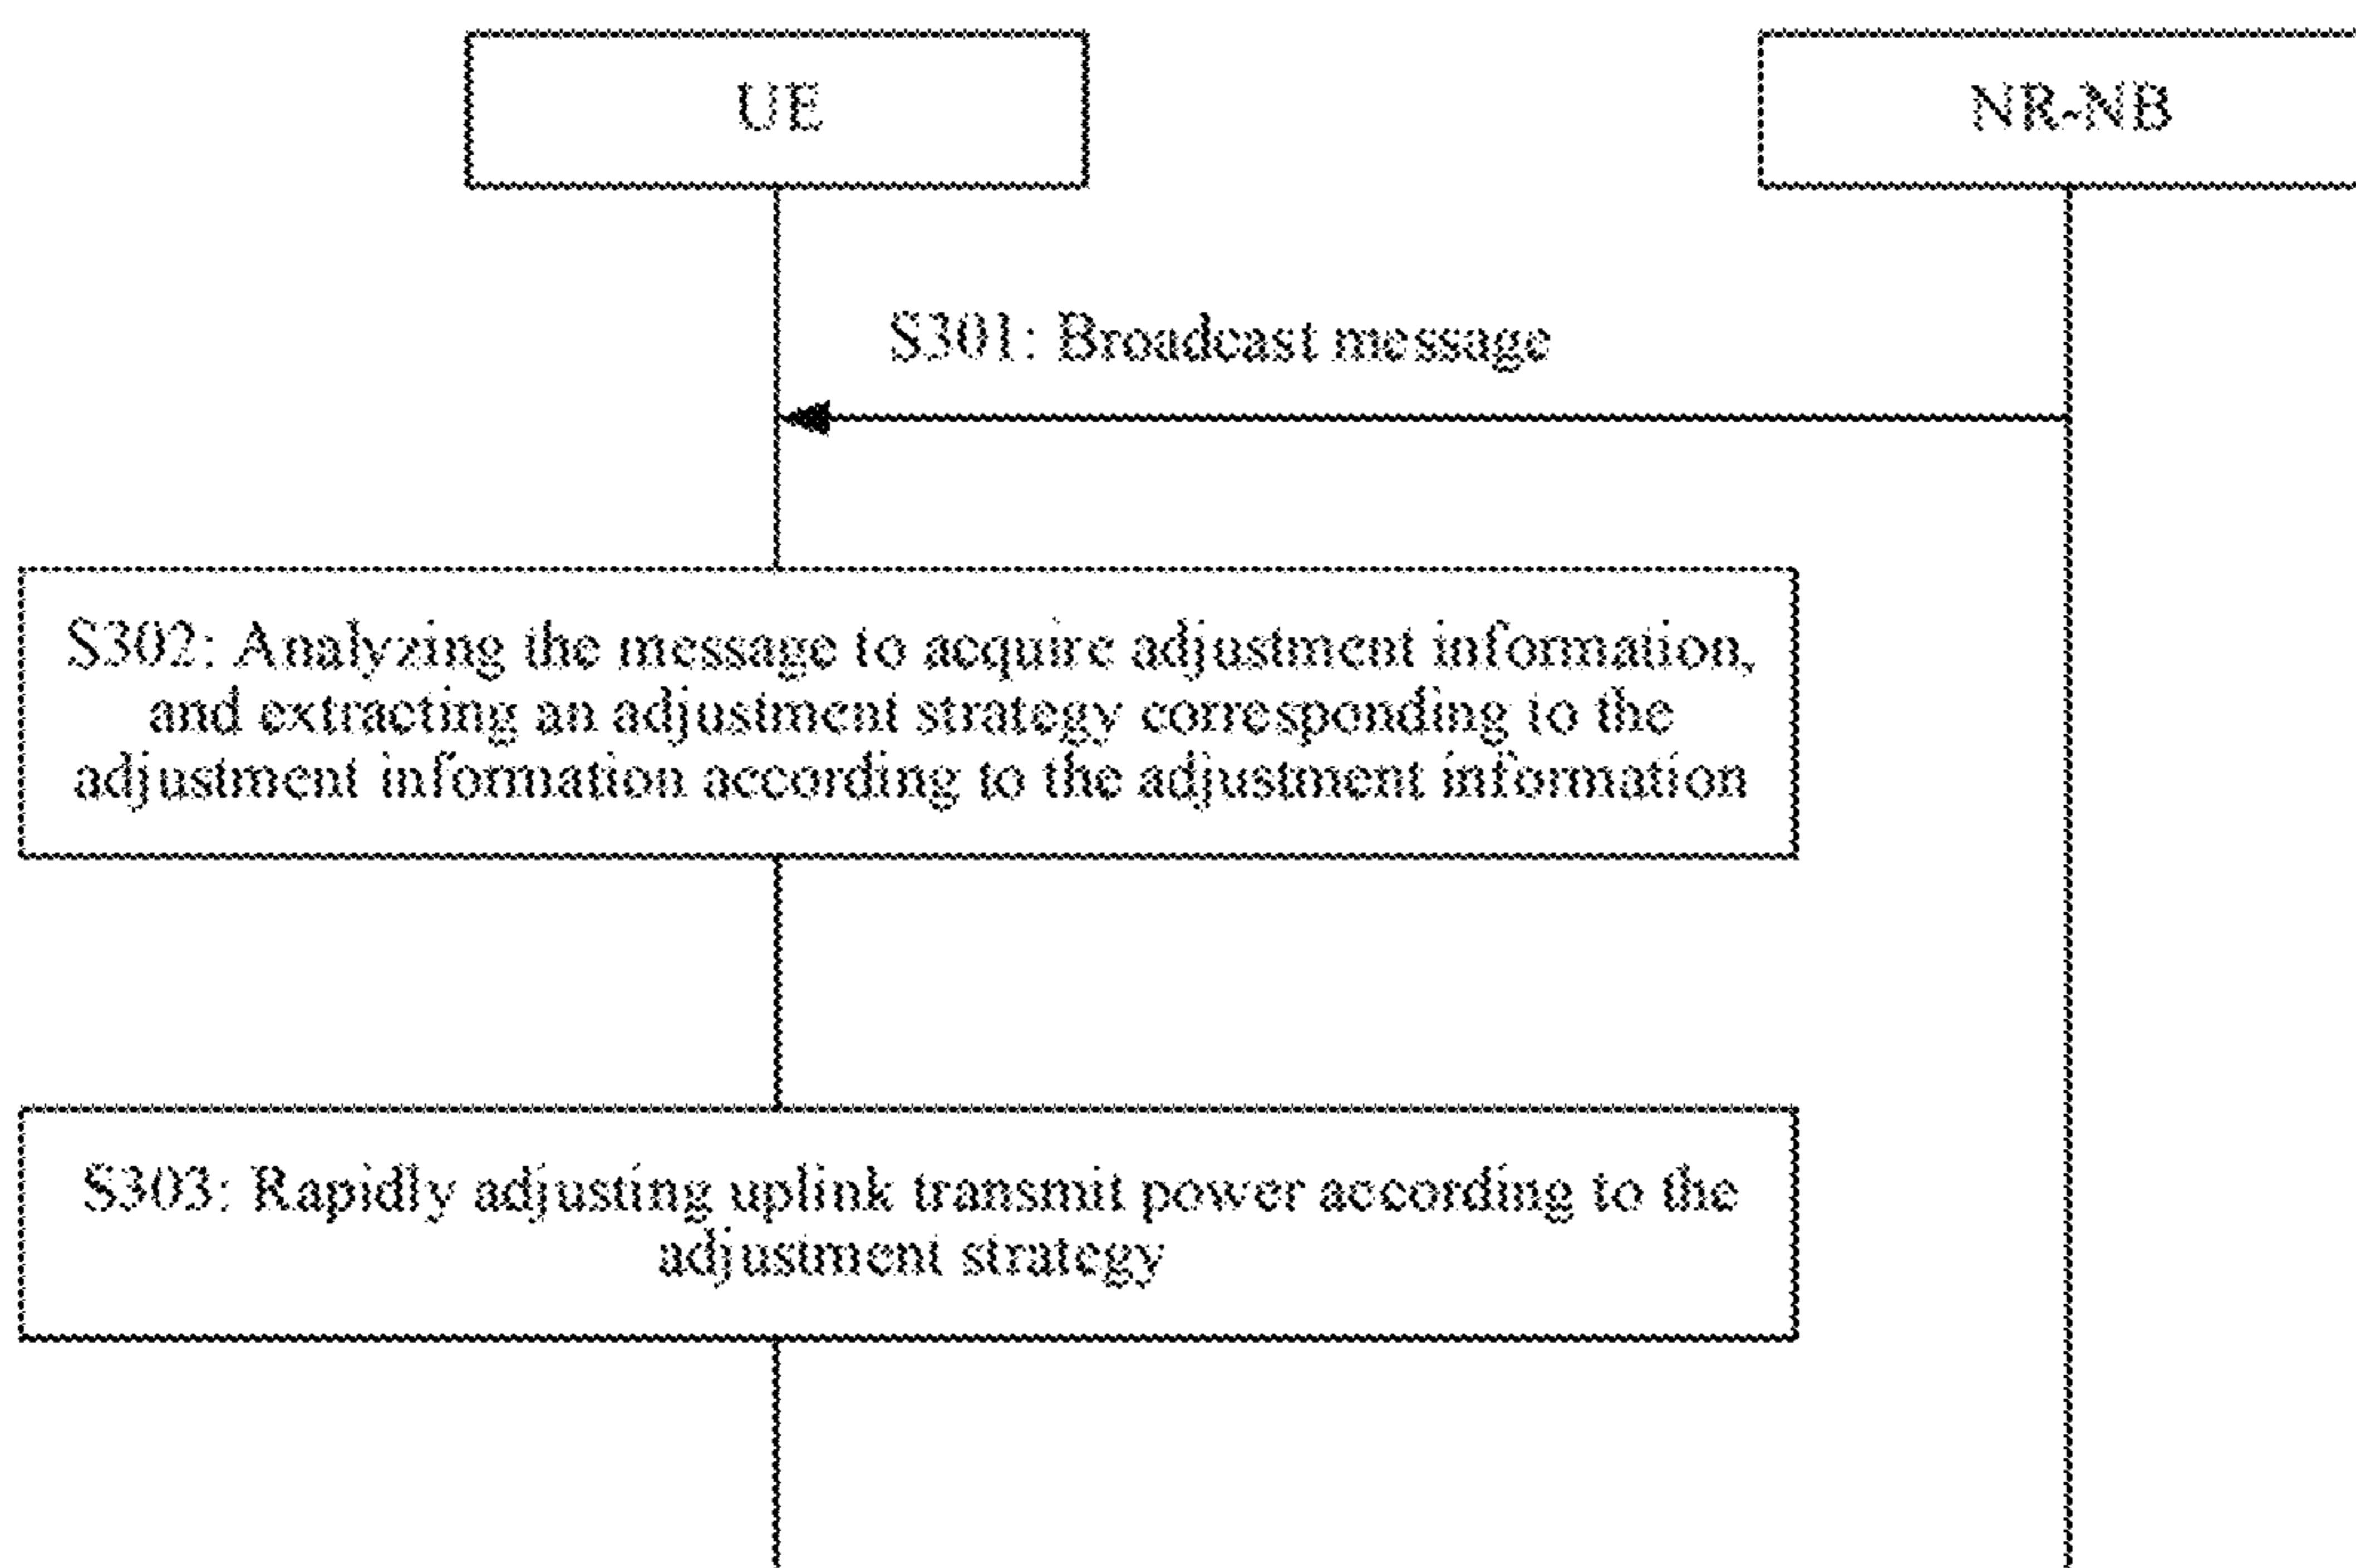 UE
NR-NB
S301: Broadcast message
S302: Analyzing the message to acquire adjustment information,
and extracting an adjustment strategy corresponding to the
adjustment information according to the adjustment information
S303: Rapidly adjusting uplink transmit power according to the
adjustment strategy